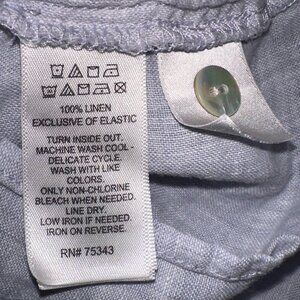 100% LINEN
EXCLUSIVE OF ELASTIC
TURN INSIDE OUT.
MACHINE WASH COOL -
DELICATE CYCLE.
WASH WITH LIKE
COLORS.
ONLY NON-CHLORINE
BLEACH WHEN NEEDED.
LINE DRY.
LOW IRON IF NEEDED.
IRON ON REVERSE.
RN# 75343